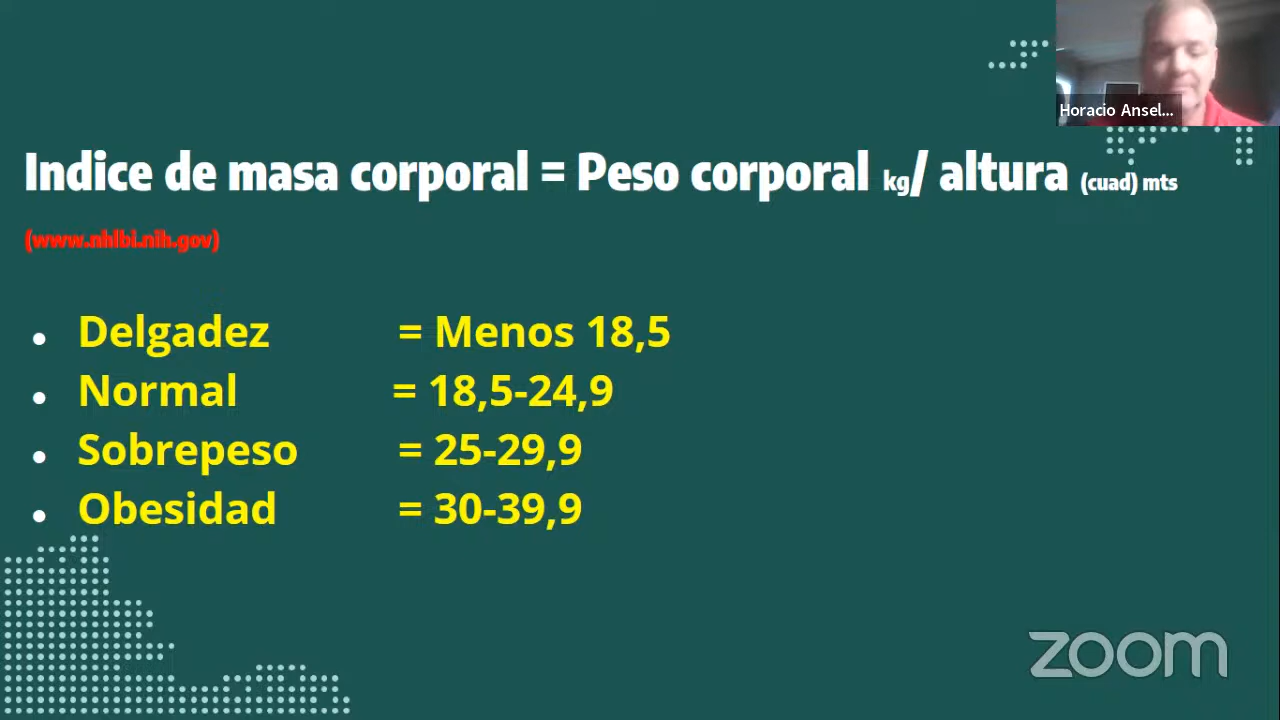 Horacio Ansel...
Indice de masa corporal = Peso corporal kg/ altura (cuad) mts
(www.nhlbi.nih.gov)
• Delgadez = Menos 18,5
• Normal = 18,5-24,9
• Sobrepeso = 25-29,9
• Obesidad = 30-39,9
zoom